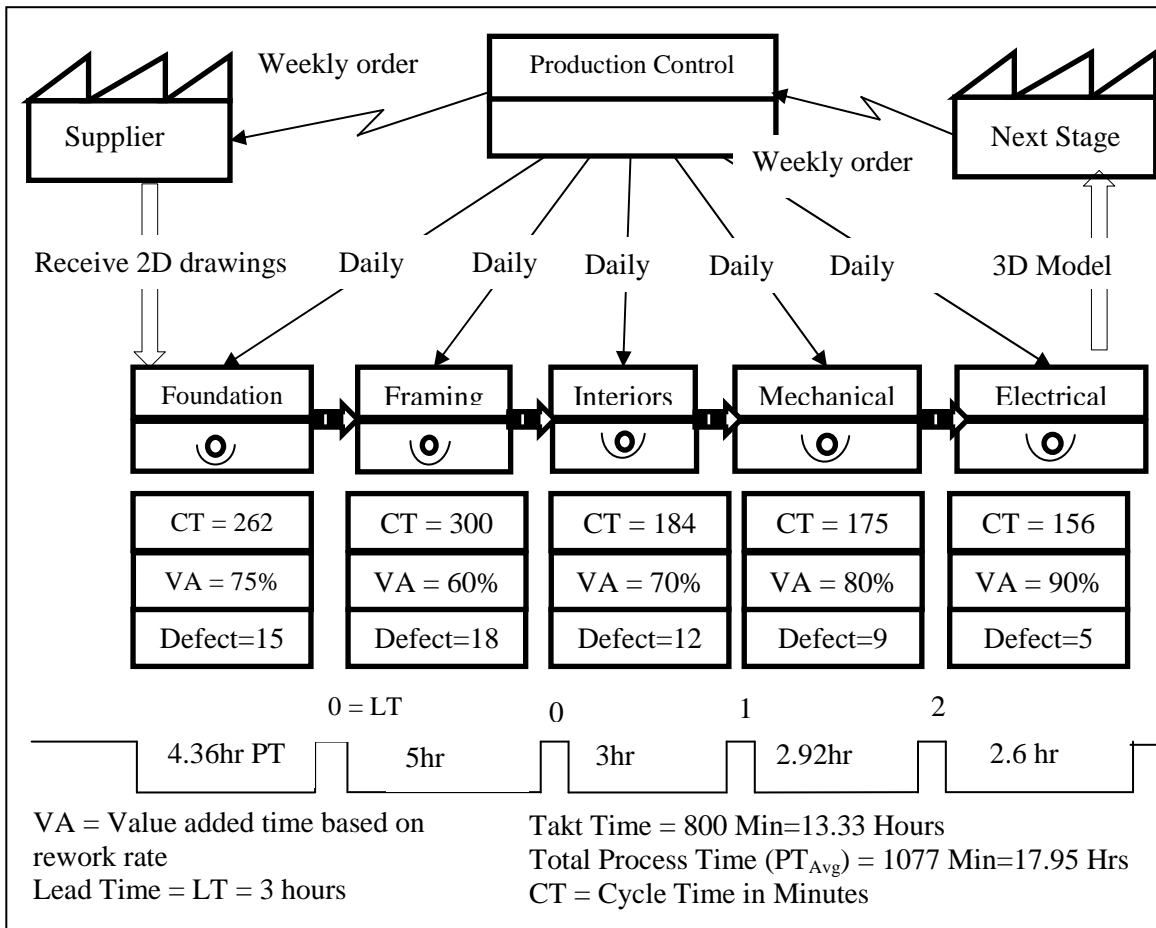 Weekly order
Production Control
Supplier
Next Stage
Weekly order
Receive 2D drawings
Daily
Daily
Daily
Daily
Daily
3D Model
Foundation
Framing
Interiors
Mechanical
Electrical
I
I
I
I
CT = 262
CT = 300
CT = 184
CT = 175
CT = 156
VA = 75%
VA = 60%
VA = 70%
VA = 80%
VA = 90%
Defect=15
Defect=18
Defect=12
Defect=9
Defect=5
0 = LT
0
1
2
4.36hr PT
5hr
3hr
2.92hr
2.6 hr
VA = Value added time based on
rework rate
Lead Time = LT = 3 hours
Takt Time = 800 Min=13.33 Hours
Total Process Time (PTAvg) = 1077 Min=17.95 Hrs
CT = Cycle Time in Minutes